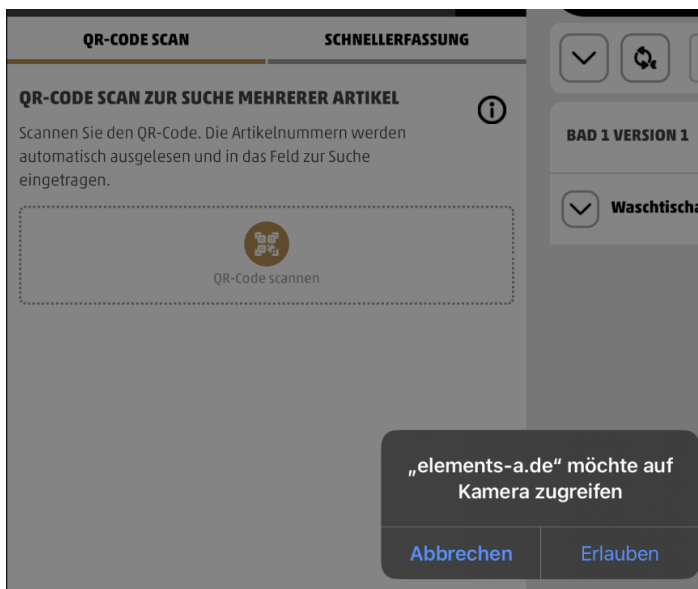 QR-CODE SCAN
SCHNELLERFASSUNG
QR-CODE SCAN ZUR SUCHE MEHRERER ARTIKEL
Scannen Sie den QR-Code. Die Artikelnummern werden
automatisch ausgelesen und in das Feld zur Suche
eingetragen.
QR-Code scannen
BAD 1 VERSION 1
Waschtischa
„elements-a.de“ möchte auf
Kamera zugreifen
Abbrechen
Erlauben